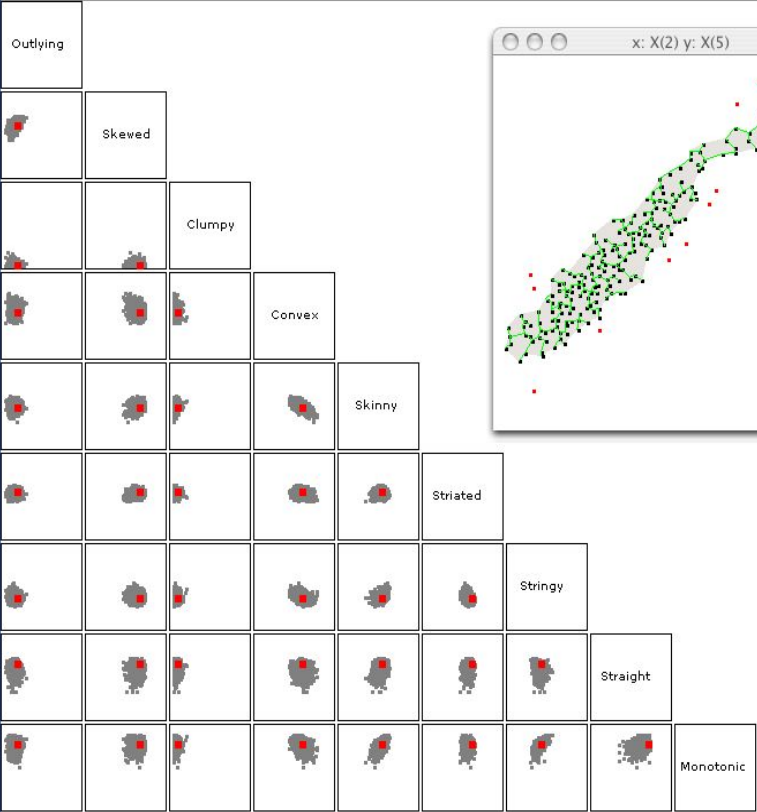 Outlying
x: X(2) y: X(5)
Skewed
Clumpy
Convex
Skinny
Striated
Stringy
Straight
Monotonic